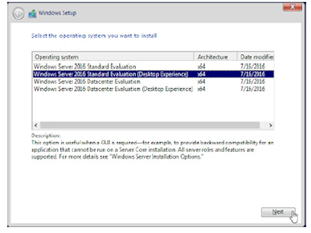 Windows Setup
Select the operating system you want to install
Operating system Architecture Date modified
Windows Server 2016 Standard Evaluation x64 7/16/2016
Windows Server 2016 Standard Evaluation (Desktop Experience) x64 7/16/2016
Windows Server 2016 Datacenter Evaluation x64 7/16/2016
Windows Server 2016 Datacenter Evaluation (Desktop Experience) x64 7/16/2016
Description:
This option is useful when a GUI is required—for example, to provide backward compatibility for an
application that cannot be run on a Server Core installation. All server roles and features are
supported. For more details see "Windows Server Installation Options."
Next